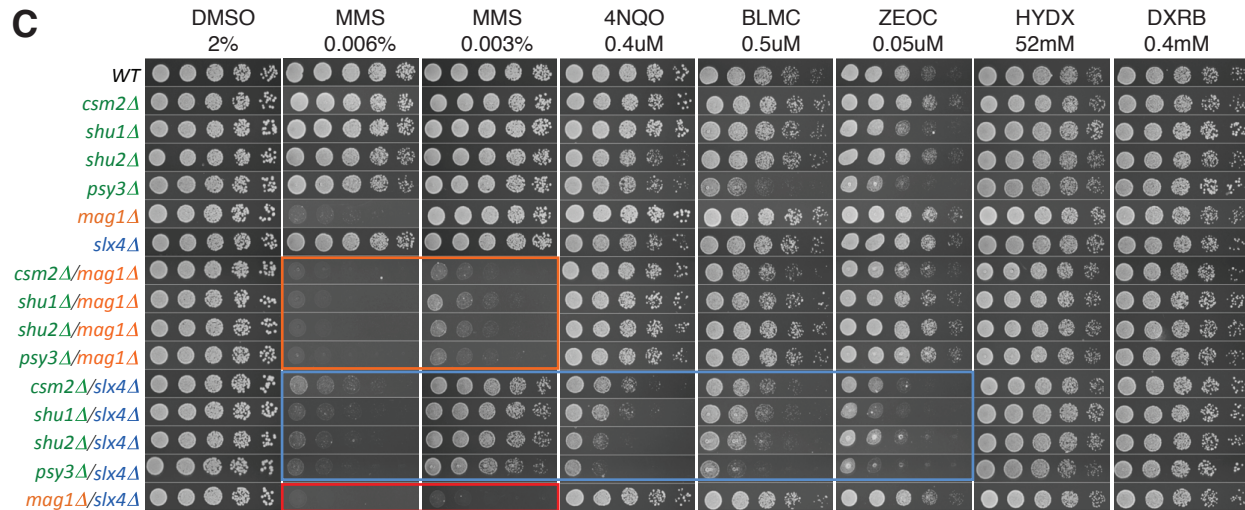 C
DMSO MMS MMS 4NQO BLMC ZEOC HYDX DXRB
2% 0.006% 0.003% 0.4uM 0.5uM 0.05uM 52mM 0.4mM
WT
csm2Δ
shu1Δ
shu2Δ
psy3Δ
mag1Δ
slx4Δ
csm2Δ/mag1Δ
shu1Δ/mag1Δ
shu2Δ/mag1Δ
psy3Δ/mag1Δ
csm2Δ/slx4Δ
shu1Δ/slx4Δ
shu2Δ/slx4Δ
psy3Δ/slx4Δ
mag1Δ/slx4Δ